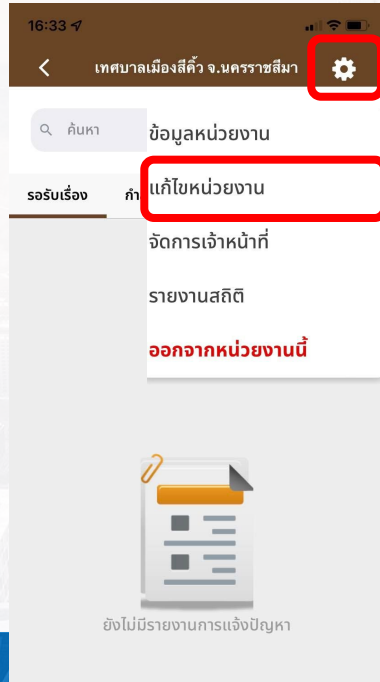 16:33
เทศบาลเมืองสีคิ้ว จ.นครราชสีมา
ค้นหา
ข้อมูลหน่วยงาน
รอรับเรื่อง กำ
แก้ไขหน่วยงาน
จัดการเจ้าหน้าที่
รายงานสถิติ
ออกจากหน่วยงานนี้
ยังไม่มีรายงานการแจ้งปัญหา